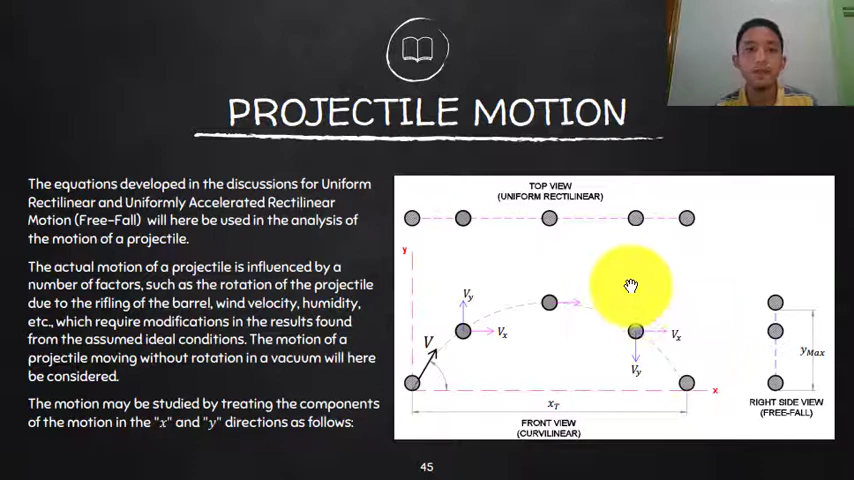 PROJECTILE MOTION
The equations developed in the discussions for Uniform
Rectilinear and Uniformly Accelerated Rectilinear
Motion (Free-Fall) will here be used in the analysis of
the motion of a projectile.
The actual motion of a projectile is influenced by a
number of factors, such as the rotation of the projectile
due to the rifling of the barrel, wind velocity, humidity,
etc., which require modifications in the results found
from the assumed ideal conditions. The motion of a
projectile moving without rotation in a vacuum will here
be considered.
The motion may be studied by treating the components
of the motion in the "x" and "y" directions as follows:
TOP VIEW
(UNIFORM RECTILINEAR)
y
Vy
Vx
V
Vx
Vy
x
xT
FRONT VIEW
(CURVILINEAR)
yMax
RIGHT SIDE VIEW
(FREE-FALL)
45